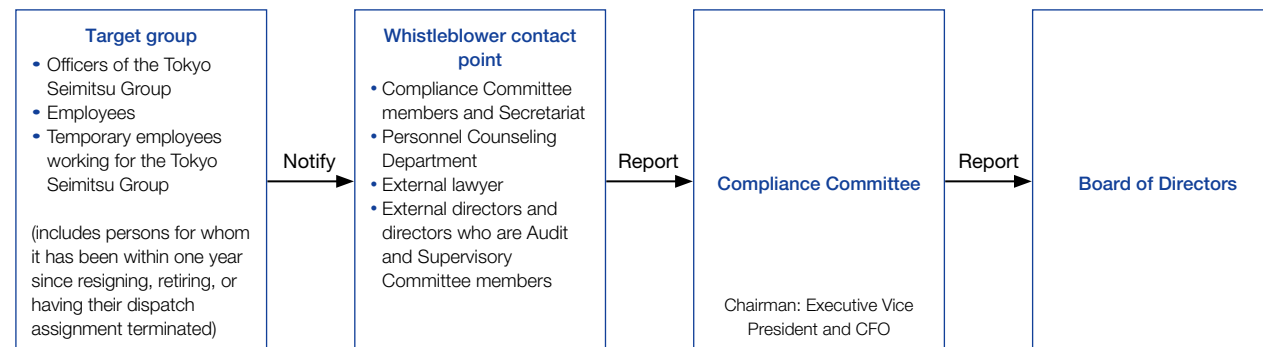 Target group
• Officers of the Tokyo
Seimitsu Group
• Employees
• Temporary employees
working for the Tokyo
Seimitsu Group
(includes persons for whom
it has been within one year
since resigning, retiring, or
having their dispatch
assignment terminated)
Notify
Whistleblower contact
point
• Compliance Committee
members and Secretariat
• Personnel Counseling
Department
• External lawyer
• External directors and
directors who are Audit
and Supervisory
Committee members
Report
Compliance Committee
Chairman: Executive Vice
President and CFO
Report
Board of Directors